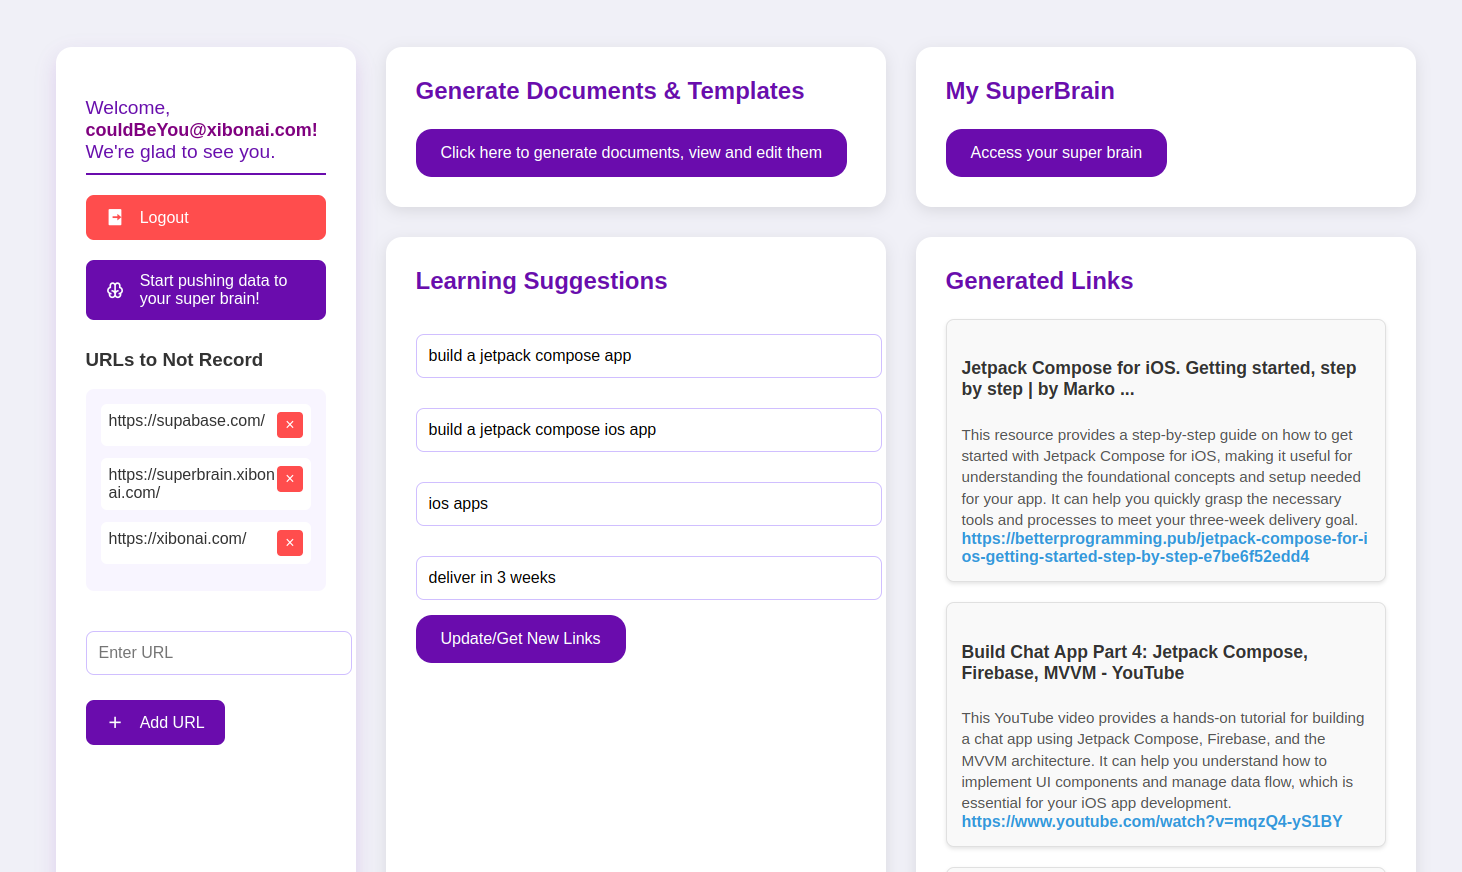 Welcome,
couldBeYou@xibonai.com!
We're glad to see you.
Logout
Start pushing data to
your super brain!
URLs to Not Record
https://supabase.com/
×
https://superbrain.xibon
ai.com/
×
https://xibonai.com/
×
Enter URL
+ Add URL
Generate Documents & Templates
Click here to generate documents, view and edit them
My SuperBrain
Access your super brain
Learning Suggestions
build a jetpack compose app
build a jetpack compose ios app
ios apps
deliver in 3 weeks
Update/Get New Links
Generated Links
Jetpack Compose for iOS. Getting started, step
by step | by Marko ...
This resource provides a step-by-step guide on how to get
started with Jetpack Compose for iOS, making it useful for
understanding the foundational concepts and setup needed
for your app. It can help you quickly grasp the necessary
tools and processes to meet your three-week delivery goal.
https://betterprogramming.pub/jetpack-compose-for-i
os-getting-started-step-by-step-e7be6f52edd4
Build Chat App Part 4: Jetpack Compose,
Firebase, MVVM - YouTube
This YouTube video provides a hands-on tutorial for building
a chat app using Jetpack Compose, Firebase, and the
MVVM architecture. It can help you understand how to
implement UI components and manage data flow, which is
essential for your iOS app development.
https://www.youtube.com/watch?v=mqzQ4-yS1BY